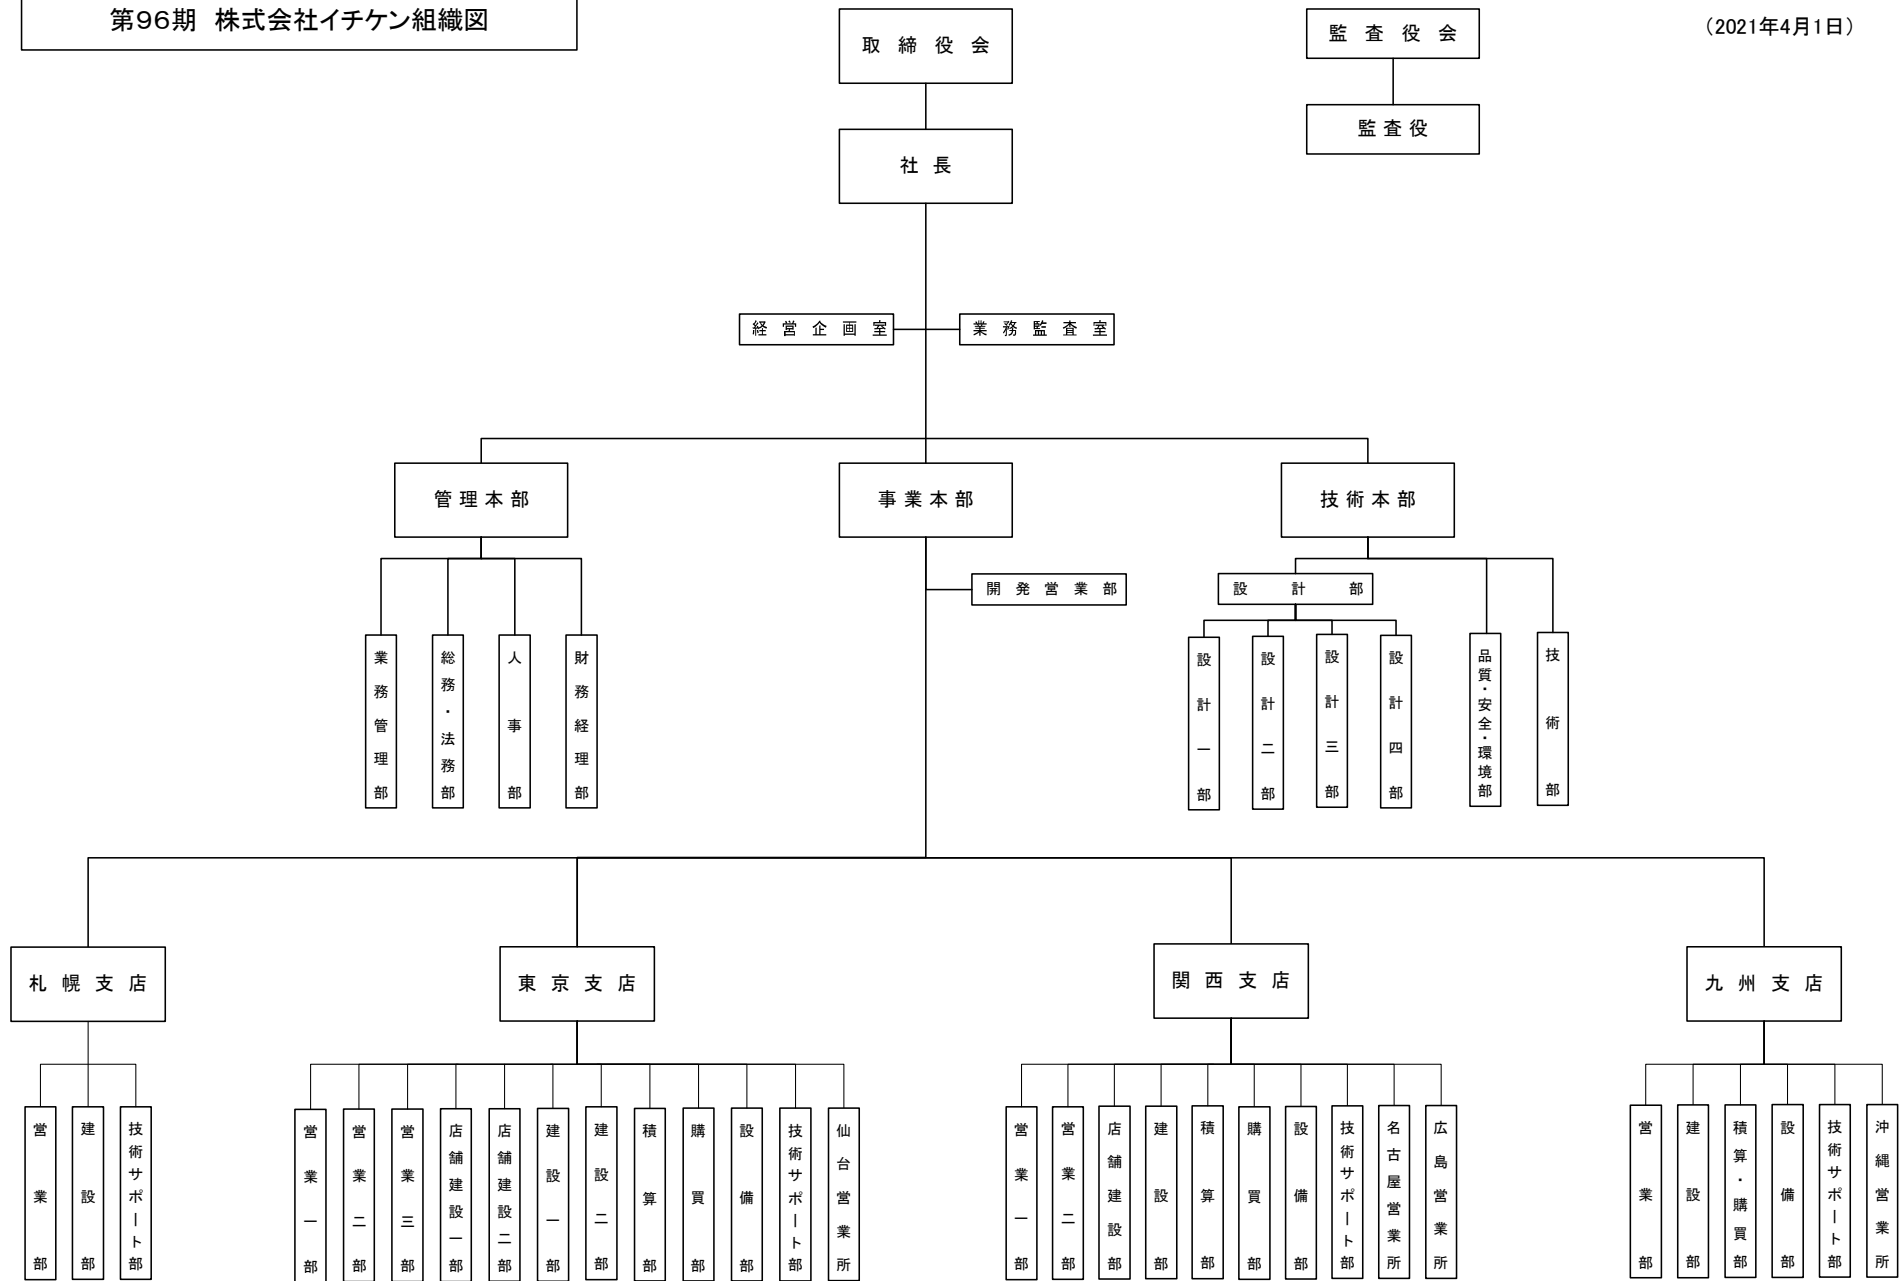 第96期 株式会社イチケン組織図
取締役会
監査役会
(2021年4月1日)
監査役
社長
経営企画室
業務監査室
管理本部
事業本部
技術本部
開発営業部
設計部
業務管理部
総務・法務部
人事部
財務経理部
設計一部
設計二部
設計三部
設計四部
品質・安全・環境部
技術部
札幌支店
東京支店
関西支店
九州支店
営業部
建設部
技術サポート部
営業一部
営業二部
営業三部
店舗建設一部
店舗建設二部
建設一部
建設二部
積算部
購買部
設備部
技術サポート部
仙台営業所
営業一部
営業二部
店舗建設部
建設部
積算部
購買部
設備部
技術サポート部
名古屋営業所
広島営業所
営業部
建設部
積算・購買部
設備部
技術サポート部
沖縄営業所